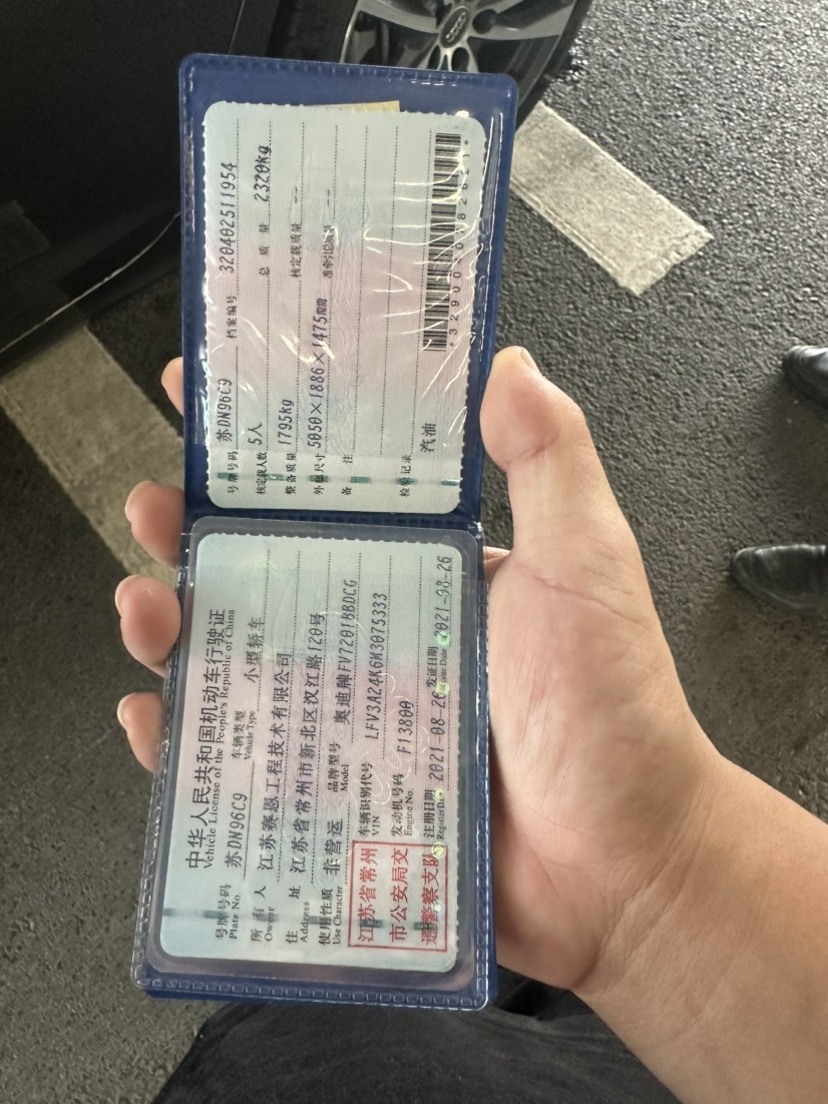 中华人民共和国机动车行驶证
Vehicle License of the People's Republic of China
号牌号码 苏DN96C9 车辆类型 小型轿车
Plate No. Vehicle Type
所有人 江苏赛恩工程技术有限公司
Owner
住址 江苏省常州市新北区汉江路120号
Address
使用性质 非营运 品牌型号 奥迪牌FV7201BBDCG
Use Character Model
江苏省常州
市公安局交
通警察支队
车辆识别代号 LFV3A24K6M3075333
VIN
发动机号码 F13800
Engine No.
注册日期 2021-08-26 发证日期 2021-08-26
Register Date Issue Date
号牌号码 苏DN96C9 档案编号 320402511954
核定载人数 5人 总质量 2320kg
整备质量 1795kg 核定载质量 --
外廓尺寸 5050×1886×1475mm 准牵引总质量 --
备注
检验记录
汽油